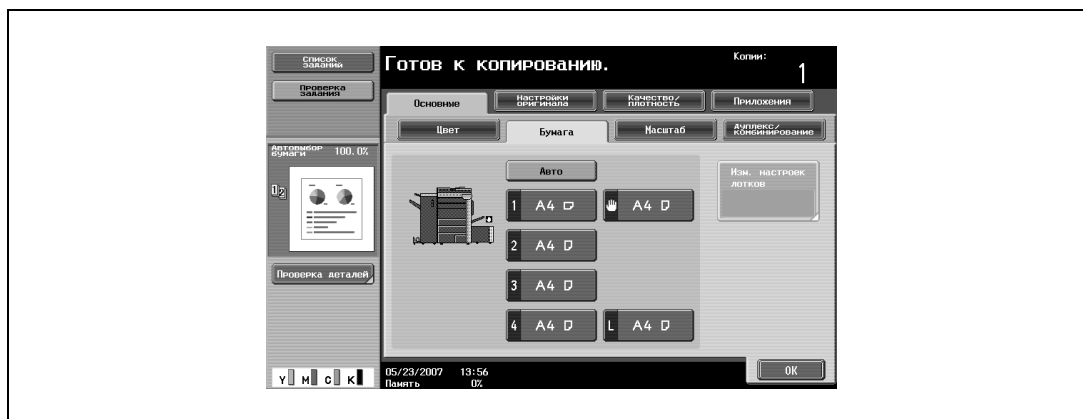 Список
заданий
Готов к копированию.
Копии:
1
Проверка
задания
Основные
Настройки
оригинала
Качество/
плотность
Приложения
Цвет
Бумага
Масштаб
Дуплекс/
комбинирование
Автовыбор
бумаги
100.0%
Авто
Изм. настроек
лотков
1 A4
A4
2 A4
3 A4
4 A4
L A4
12
Проверка деталей
Y M C K
05/23/2007 13:56
Память 0%
OK